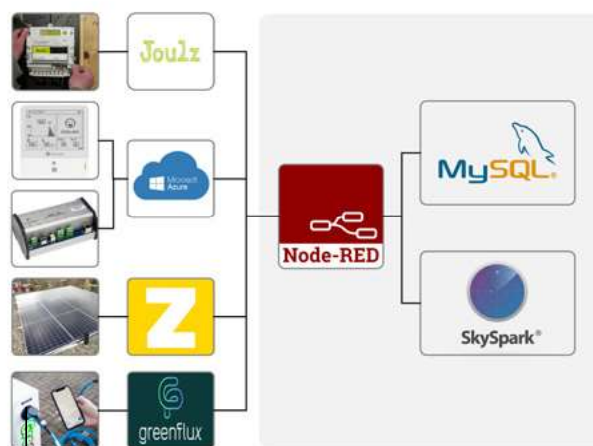 Joulz
Microsoft
Azure
Node-RED
MySQL®
Z
SkySpark®
greenflux